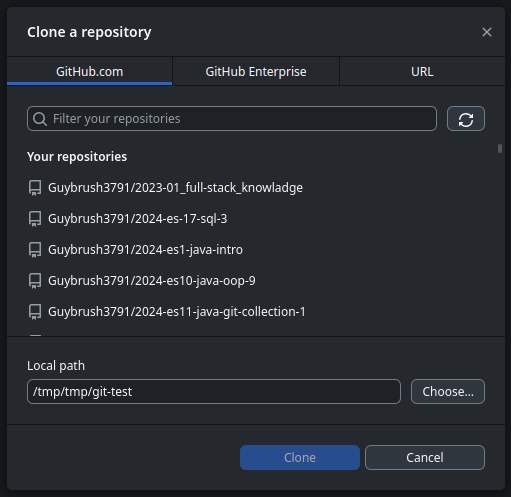 Clone a repository
GitHub.com
GitHub Enterprise
URL
Filter your repositories
Your repositories
Guybrush3791/2023-01_full-stack_knowladge
Guybrush3791/2024-es-17-sql-3
Guybrush3791/2024-es1-java-intro
Guybrush3791/2024-es10-java-oop-9
Guybrush3791/2024-es11-java-git-collection-1
Local path
/tmp/tmp/git-test
Choose...
Clone
Cancel